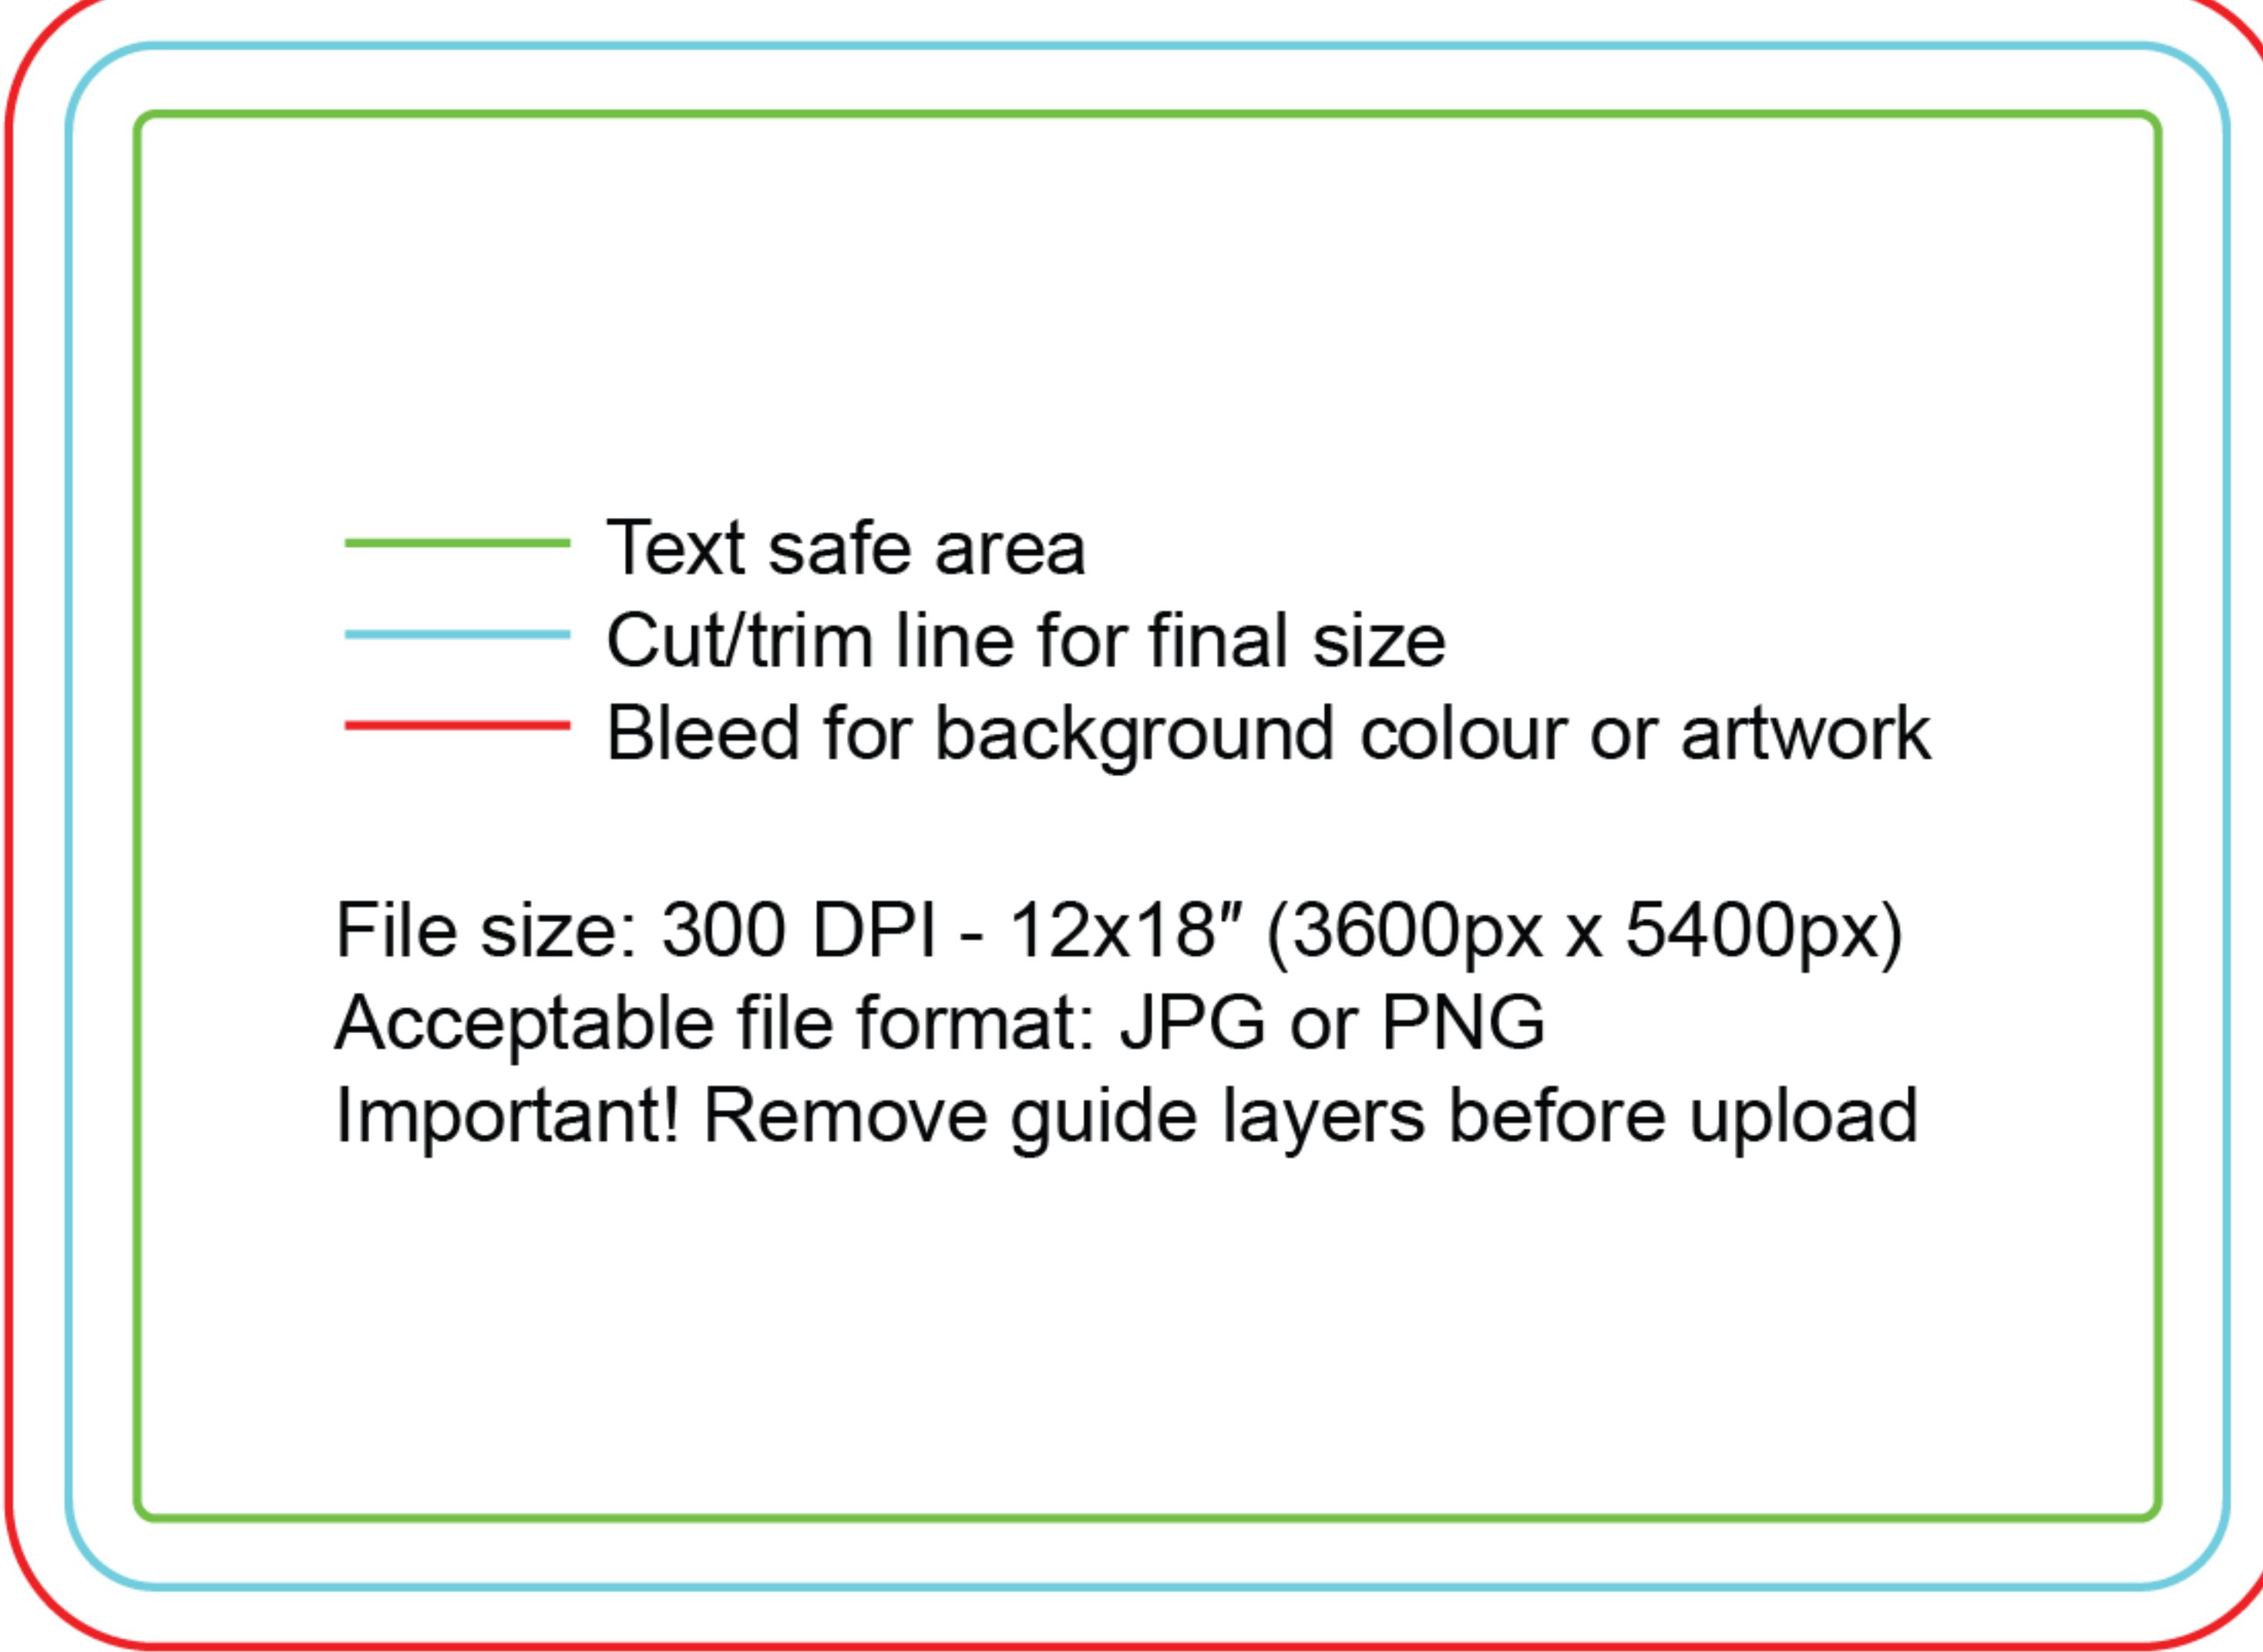 Text safe area
Cut/trim line for final size
Bleed for background colour or artwork
File size: 300 DPI - 12x18″ (3600px x 5400px)
Acceptable file format: JPG or PNG
Important! Remove guide layers before upload